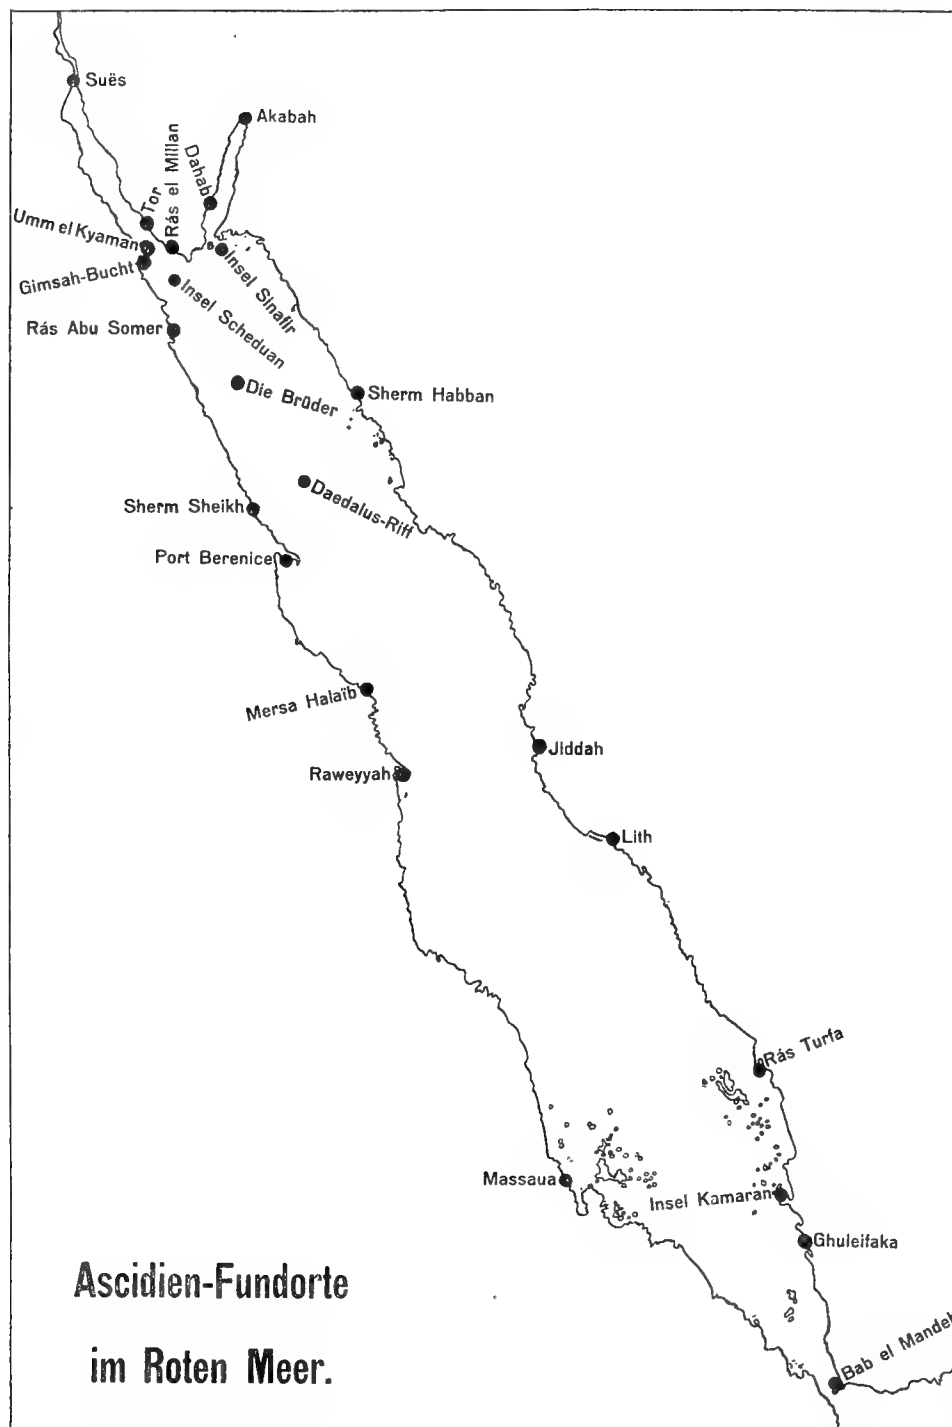 Suës
Akabah
Dahab
Rás el Millan
Tor
Umm el Kyaman
Gimsah-Bucht
Insel Sinafir
Insel Scheduan
Rás Abu Somer
Die Brüder
Sherm Habban
Daedalus-Riff
Sherm Sheikh
Port Berenice
Mersa Halaïb
Jiddah
Raweyyah
Lith
Rás Turfa
Massaua
Insel Kamaran
Ghuleifaka
Bab el Mandeb
Ascidien-Fundorte
im Roten Meer.